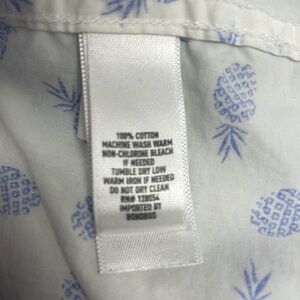 100% COTTON
MACHINE WASH WARM
NON-CHLORINE BLEACH
IF NEEDED
TUMBLE DRY LOW
WARM IRON IF NEEDED
DO NOT DRY CLEAN
RN# 128054
IMPORTED BY
BONOBOS